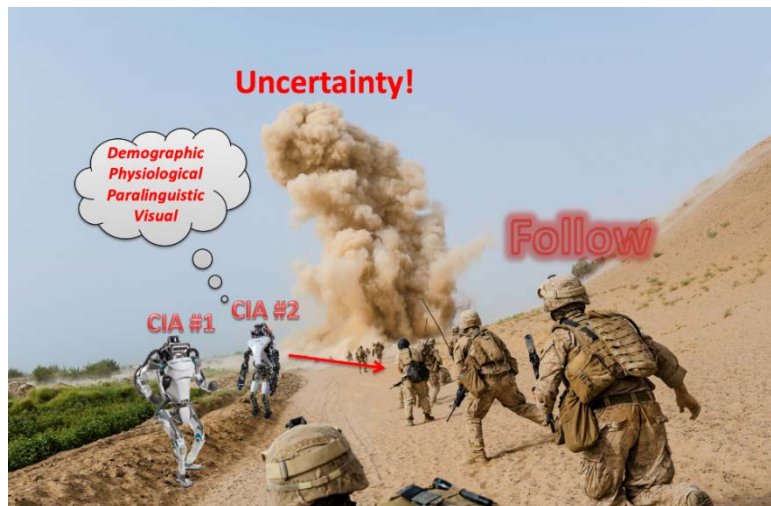 Uncertainty!
Demographic
Physiological
Paralinguistic
Visual
Follow
CIA #1
CIA #2